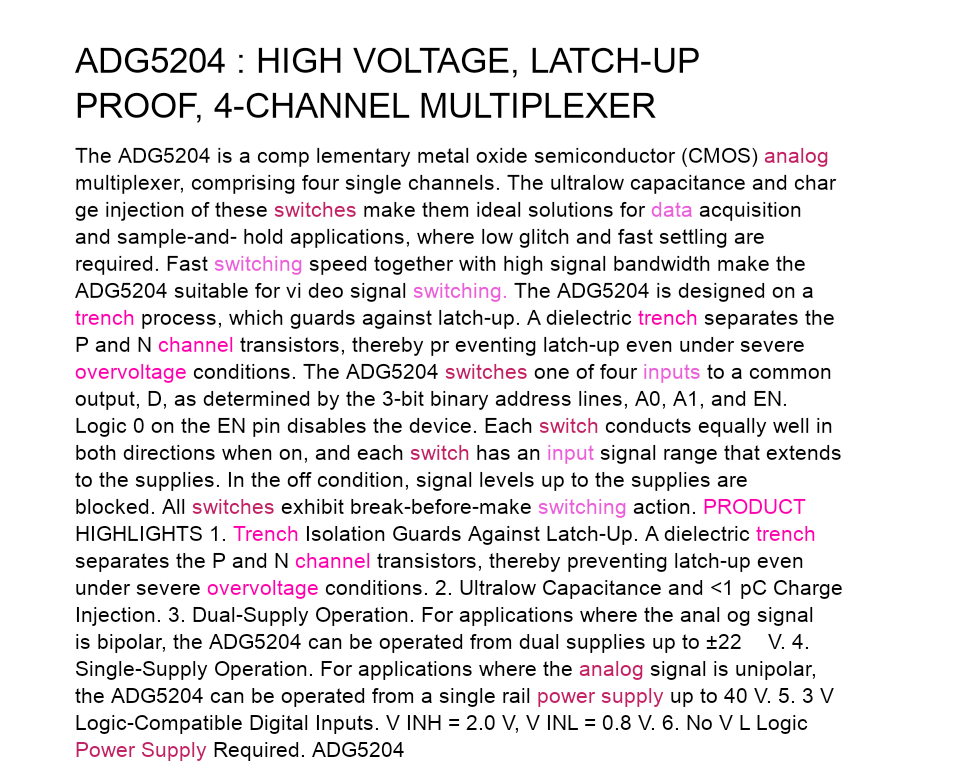 ADG5204 : HIGH VOLTAGE, LATCH-UP
PROOF, 4-CHANNEL MULTIPLEXER
The ADG5204 is a comp lementary metal oxide semiconductor (CMOS) analog
multiplexer, comprising four single channels. The ultralow capacitance and char
ge injection of these switches make them ideal solutions for data acquisition
and sample-and- hold applications, where low glitch and fast settling are
required. Fast switching speed together with high signal bandwidth make the
ADG5204 suitable for vi deo signal switching. The ADG5204 is designed on a
trench process, which guards against latch-up. A dielectric trench separates the
P and N channel transistors, thereby pr eventing latch-up even under severe
overvoltage conditions. The ADG5204 switches one of four inputs to a common
output, D, as determined by the 3-bit binary address lines, A0, A1, and EN.
Logic 0 on the EN pin disables the device. Each switch conducts equally well in
both directions when on, and each switch has an input signal range that extends
to the supplies. In the off condition, signal levels up to the supplies are
blocked. All switches exhibit break-before-make switching action. PRODUCT
HIGHLIGHTS 1. Trench Isolation Guards Against Latch-Up. A dielectric trench
separates the P and N channel transistors, thereby preventing latch-up even
under severe overvoltage conditions. 2. Ultralow Capacitance and <1 pC Charge
Injection. 3. Dual-Supply Operation. For applications where the anal og signal
is bipolar, the ADG5204 can be operated from dual supplies up to ±22 V. 4.
Single-Supply Operation. For applications where the analog signal is unipolar,
the ADG5204 can be operated from a single rail power supply up to 40 V. 5. 3 V
Logic-Compatible Digital Inputs. V INH = 2.0 V, V INL = 0.8 V. 6. No V L Logic
Power Supply Required. ADG5204